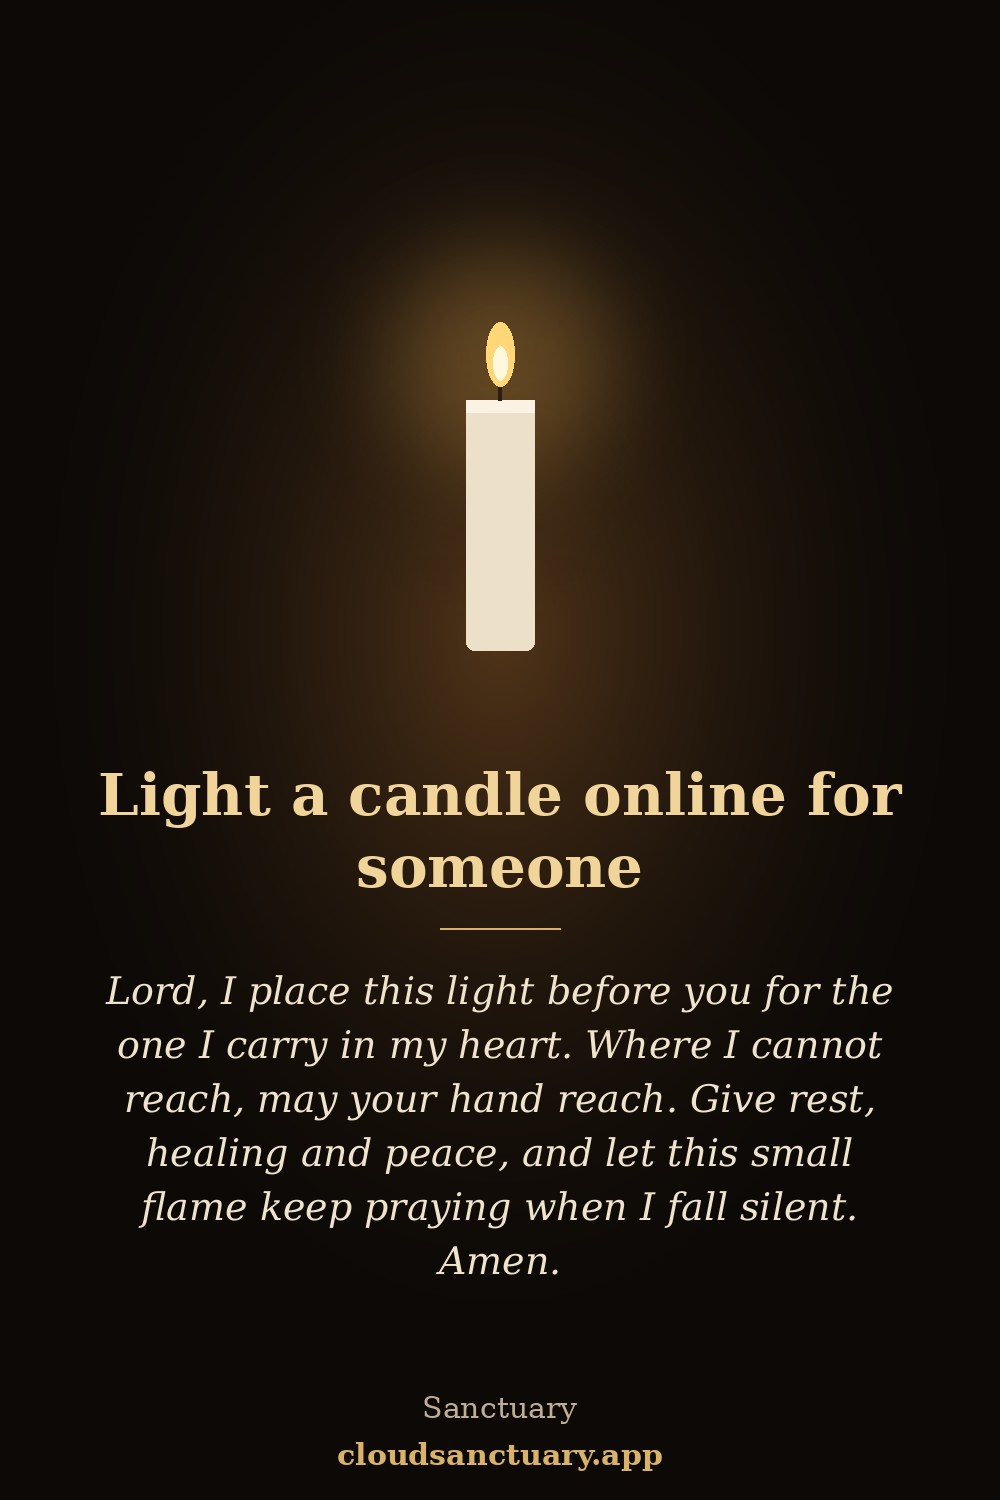 Light a candle online for
someone
Lord, I place this light before you for the
one I carry in my heart. Where I cannot
reach, may your hand reach. Give rest,
healing and peace, and let this small
flame keep praying when I fall silent.
Amen.
Sanctuary
cloudsanctuary.app